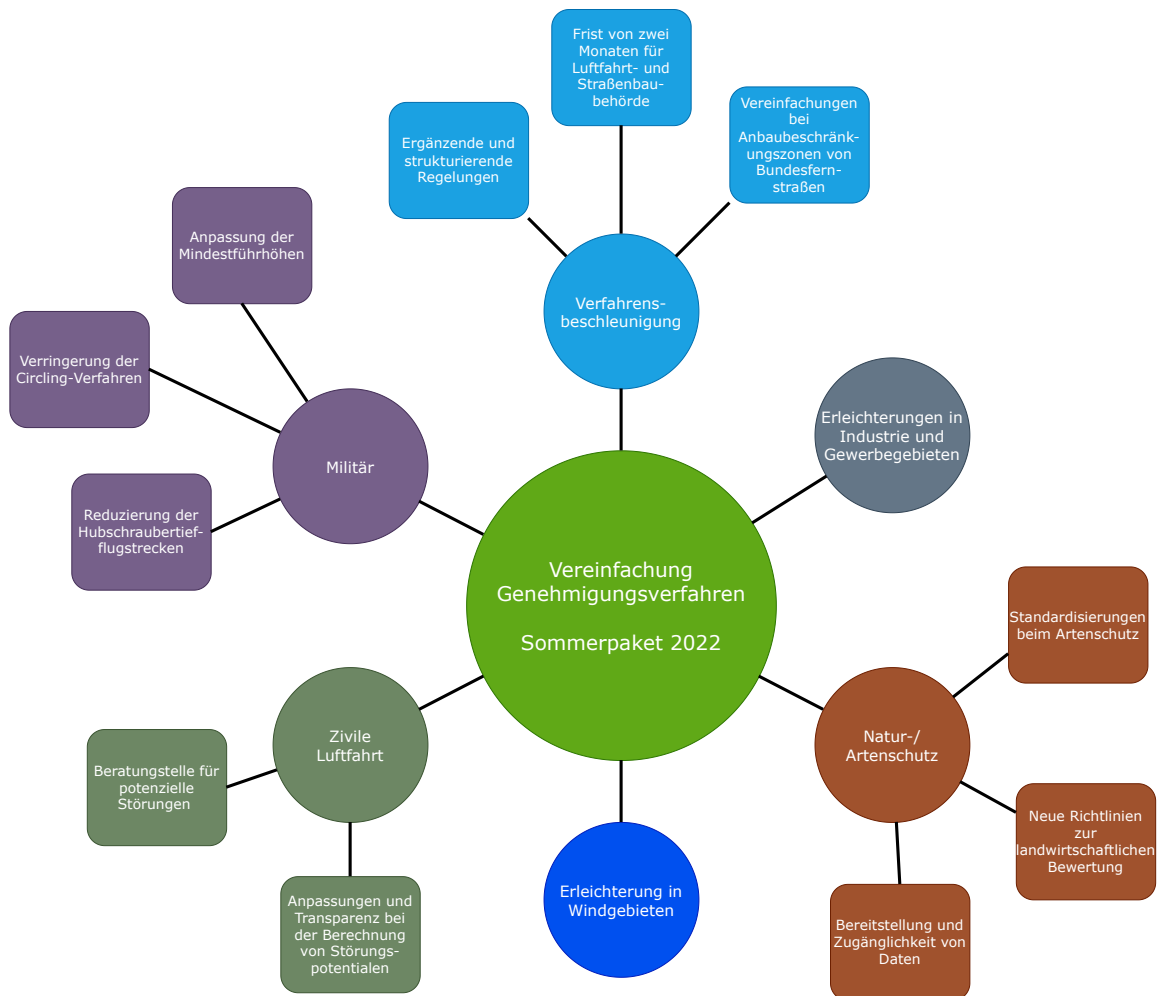 Frist von zwei
Monaten für
Luftfahrt- und
Straßenbau-
behörde
Vereinfachungen
bei
Anbaubeschränk-
ungszonen von
Bundesfern-
straßen
Ergänzende und
strukturierende
Regelungen
Anpassung der
Mindestführhöhen
Verfahrens-
beschleunigung
Verringerung der
Circling-Verfahren
Erleichterungen in
Industrie und
Gewerbegebieten
Militär
Reduzierung der
Hubschraubertief-
flugstrecken
Vereinfachung
Genehmigungsverfahren
Sommerpaket 2022
Standardisierungen
beim Artenschutz
Zivile
Luftfahrt
Natur-/
Artenschutz
Beratungstelle für
potenzielle
Störungen
Neue Richtlinien
zur
landwirtschaftlichen
Bewertung
Erleichterung in
Windgebieten
Anpassungen und
Transparenz bei
der Berechnung
von Störungs-
potentialen
Bereitstellung und
Zugänglichkeit von
Daten